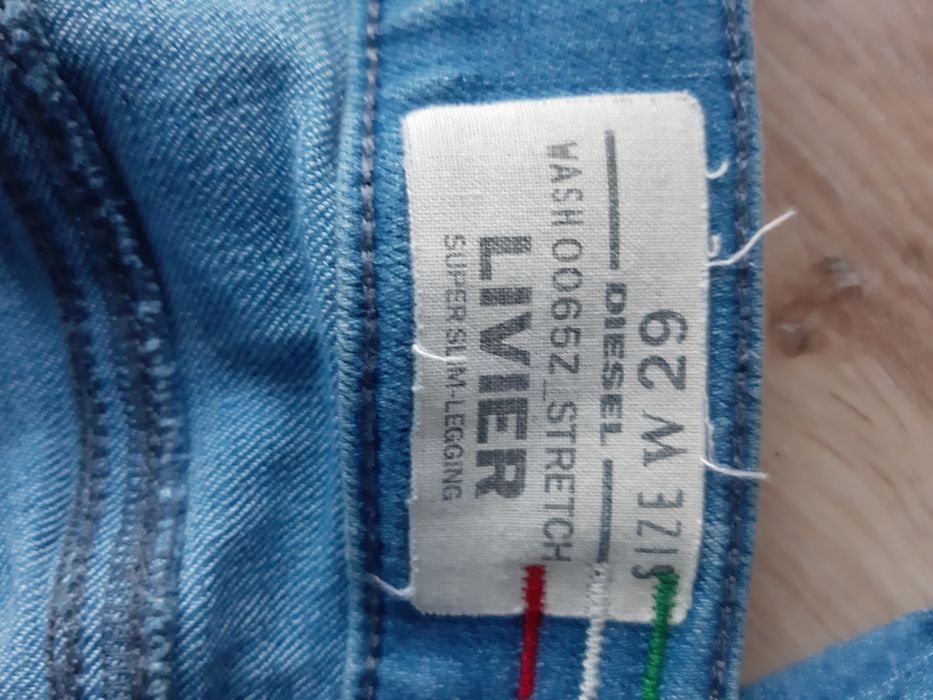 SIZE W 29
DIESEL
WASH 0065Z_STRETCH
LIVIER
SUPER SLIM-LEGGING